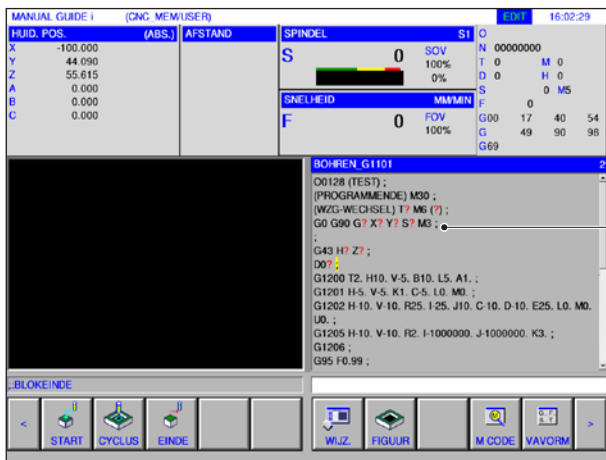 MANUAL GUIDE i (CNC_MEM/USER) EDIT 16:02:29
HUID. POS. (ABS.) AFSTAND SPINDEL S1 O
X -100.000
Y 44.090
Z 55.615
A 0.000
B 0.000
C 0.000
S 0 SOV
100%
0%
SNELHEID MM/MIN
F 0 FOV
100%
N 00000000
T 0 M 0
D 0 H 0
S 0 M5
F 0
G00 17 40 54
G 49 90 98
G69
BOHREN_G1101 2
O0128 (TEST) ;
(PROGRAMMENDE) M30 ;
(WZG-WECHSEL) T? M6 (?) ;
G0 G90 G? X? Y? S? M3 ;
;
G43 H? Z? ;
D0? ;
G1200 T2. H10. V-5. B10. L5. A1. ;
G1201 H-5. V-5. K1. C-5. L0. M0. ;
G1202 H-10. V-10. R25. I-25. J10. C-10. D-10. E25. L0. M0.
U0. ;
G1205 H-10. V-10. R2. I-1000000. J-1000000. K3. ;
G1206 ;
G95 F0.99 ;
;:BLOKEINDE
< START CYCLUS EINDE WIJZ. FIGUUR M CODE VAVORM >